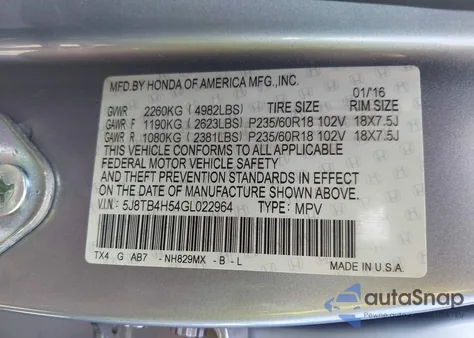 MFD. BY HONDA OF AMERICA MFG., INC.
01/16
GVWR 2260KG (4982LBS) TIRE SIZE RIM SIZE
GAWR F 1190KG (2623LBS) P235/60R18 102V 18X7.5J
GAWR R 1080KG (2381LBS) P235/60R18 102V 18X7.5J
THIS VEHICLE CONFORMS TO ALL APPLICABLE
FEDERAL MOTOR VEHICLE SAFETY
AND THEFT PREVENTION STANDARDS IN EFFECT
ON THE DATE OF MANUFACTURE SHOWN ABOVE.
V.I.N: 5J8TB4H54GL022964 TYPE: MPV
TX4 G AB7 - NH829MX - B - L
MADE IN U.S.A.
autoSnap